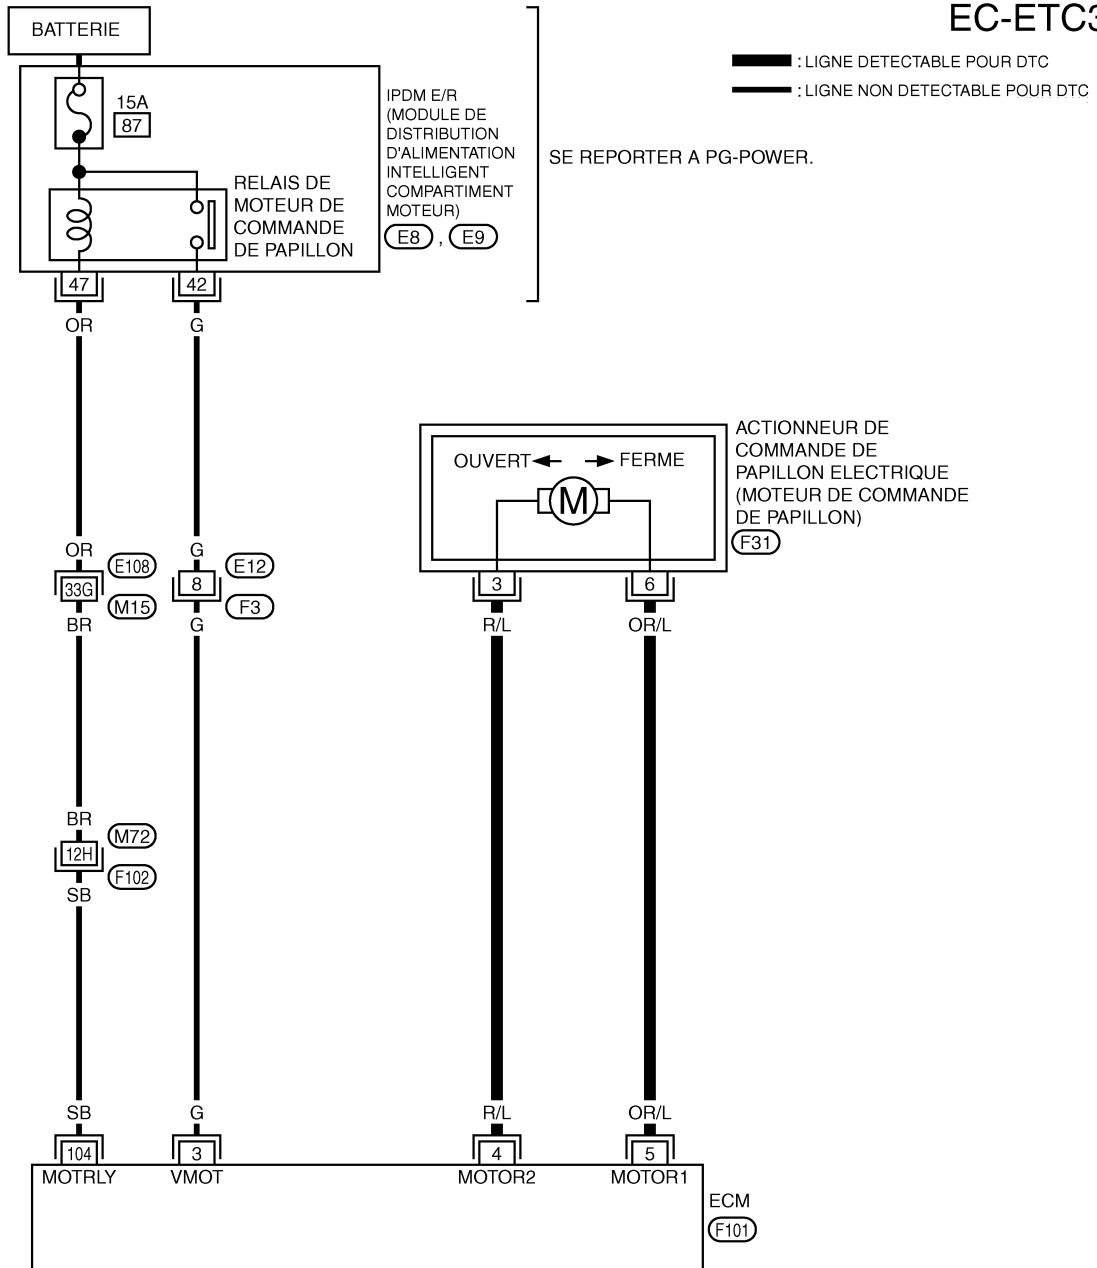 EC-ETC3
BATTERIE
: LIGNE DETECTABLE POUR DTC
: LIGNE NON DETECTABLE POUR DTC
15A
87
IPDM E/R
(MODULE DE
DISTRIBUTION
D'ALIMENTATION
INTELLIGENT
COMPARTIMENT
MOTEUR)
E8 , E9
SE REPORTER A PG-POWER.
RELAIS DE
MOTEUR DE
COMMANDE
DE PAPILLON
47 42
OR G
ACTIONNEUR DE
COMMANDE DE
PAPILLON ELECTRIQUE
(MOTEUR DE COMMANDE
DE PAPILLON)
F31
OUVERT FERME
M
OR G
E108 E12
33G 8 3 6
M15 F3
BR G R/L OR/L
BR
M72
12H
F102
SB
SB G R/L OR/L
104 3 4 5
MOTRLY VMOT MOTOR2 MOTOR1
ECM
F101